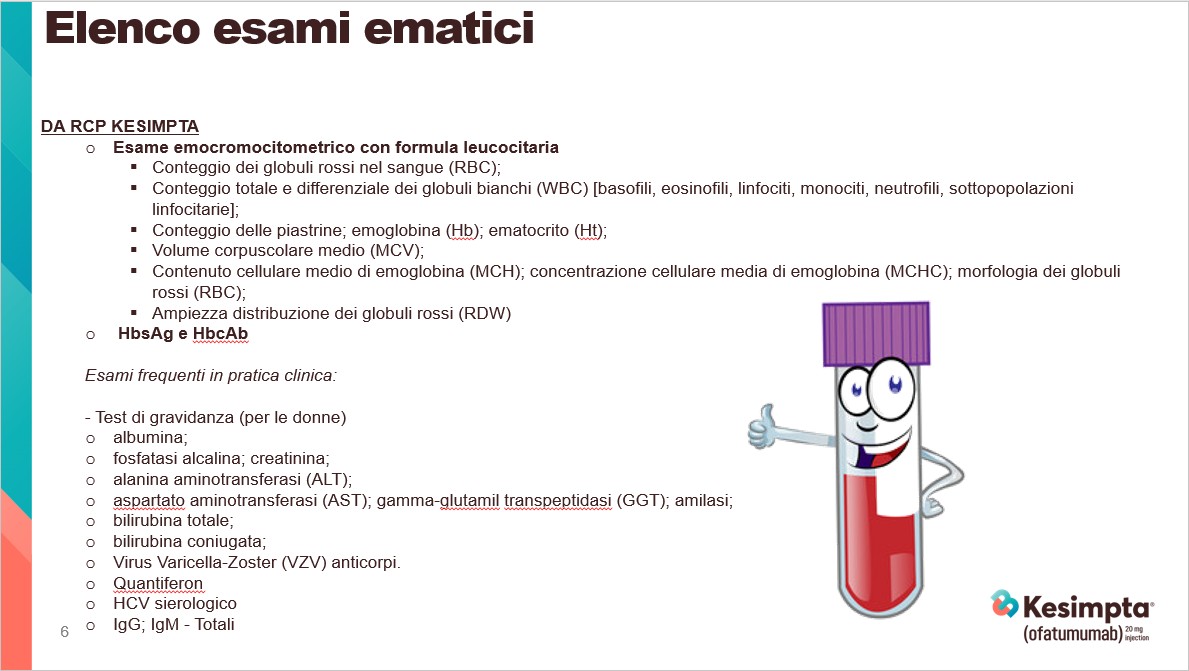 Elenco esami ematici
DA RCP KESIMPTA
o Esame emocromocitometrico con formula leucocitaria
▪ Conteggio dei globuli rossi nel sangue (RBC);
▪ Conteggio totale e differenziale dei globuli bianchi (WBC) [basofili, eosinofili, linfociti, monociti, neutrofili, sottopopolazioni
linfocitarie];
▪ Conteggio delle piastrine; emoglobina (Hb); ematocrito (Ht);
▪ Volume corpuscolare medio (MCV);
▪ Contenuto cellulare medio di emoglobina (MCH); concentrazione cellulare media di emoglobina (MCHC); morfologia dei globuli
rossi (RBC);
▪ Ampiezza distribuzione dei globuli rossi (RDW)
o HbsAg e HbcAb
Esami frequenti in pratica clinica:
- Test di gravidanza (per le donne)
o albumina;
o fosfatasi alcalina; creatinina;
o alanina aminotransferasi (ALT);
o aspartato aminotransferasi (AST); gamma-glutamil transpeptidasi (GGT); amilasi;
o bilirubina totale;
o bilirubina coniugata;
o Virus Varicella-Zoster (VZV) anticorpi.
o Quantiferon
o HCV sierologico
o IgG; IgM - Totali
6
Kesimpta®
(ofatumumab) 20 mg
injection